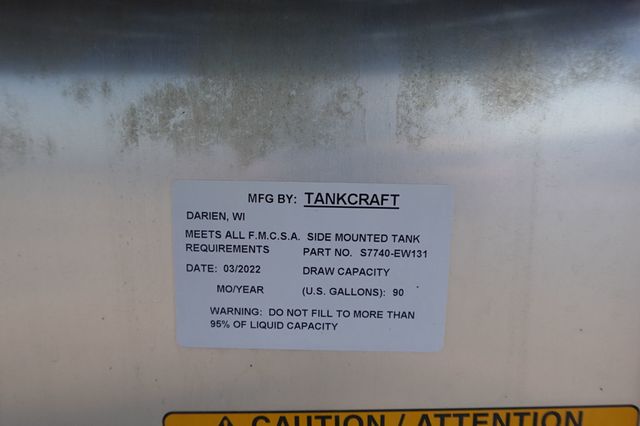 MFG BY: TANKCRAFT
DARIEN, WI
MEETS ALL F.M.C.S.A. SIDE MOUNTED TANK
REQUIREMENTS PART NO. S7740-EW131
DATE: 03/2022 DRAW CAPACITY
MO/YEAR (U.S. GALLONS): 90
WARNING: DO NOT FILL TO MORE THAN
95% OF LIQUID CAPACITY
CAUTION / ATTENTION